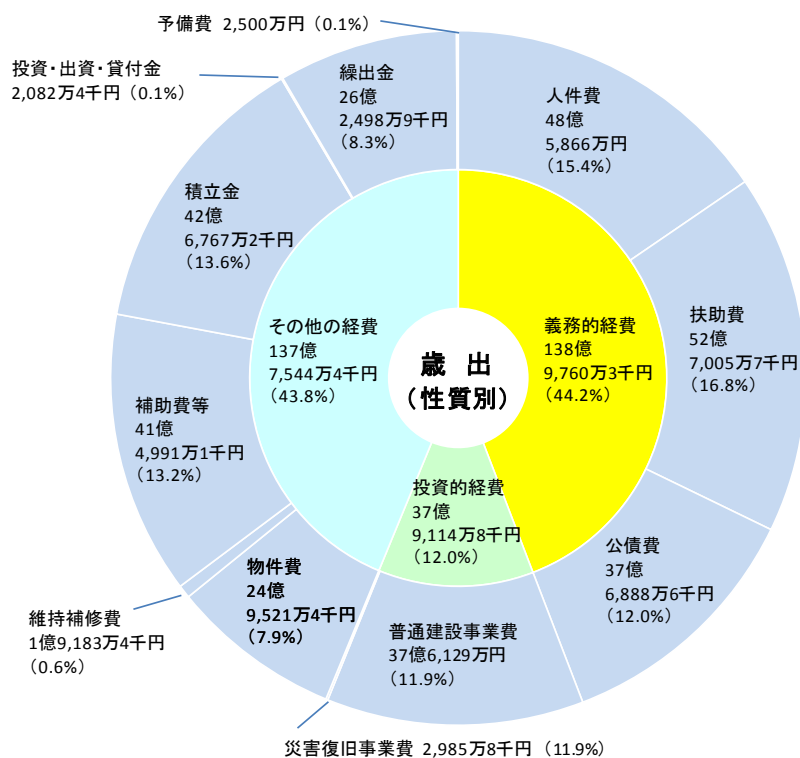 予備費 2,500万円（0.1%）
投資・出資・貸付金
2,082万4千円（0.1%）
繰出金
26億
2,498万9千円
（8.3%）
人件費
48億
5,866万円
（15.4%）
積立金
42億
6,767万2千円
（13.6%）
扶助費
52億
7,005万7千円
（16.8%）
その他の経費
137億
7,544万4千円
（43.8%）
義務的経費
138億
9,760万3千円
（44.2%）
歳 出
（性質別）
補助費等
41億
4,991万1千円
（13.2%）
投資的経費
37億
9,114万8千円
（12.0%）
公債費
37億
6,888万6千円
（12.0%）
物件費
24億
9,521万4千円
（7.9%）
維持補修費
1億9,183万4千円
（0.6%）
普通建設事業費
37億6,129万円
（11.9%）
災害復旧事業費 2,985万8千円（11.9%）